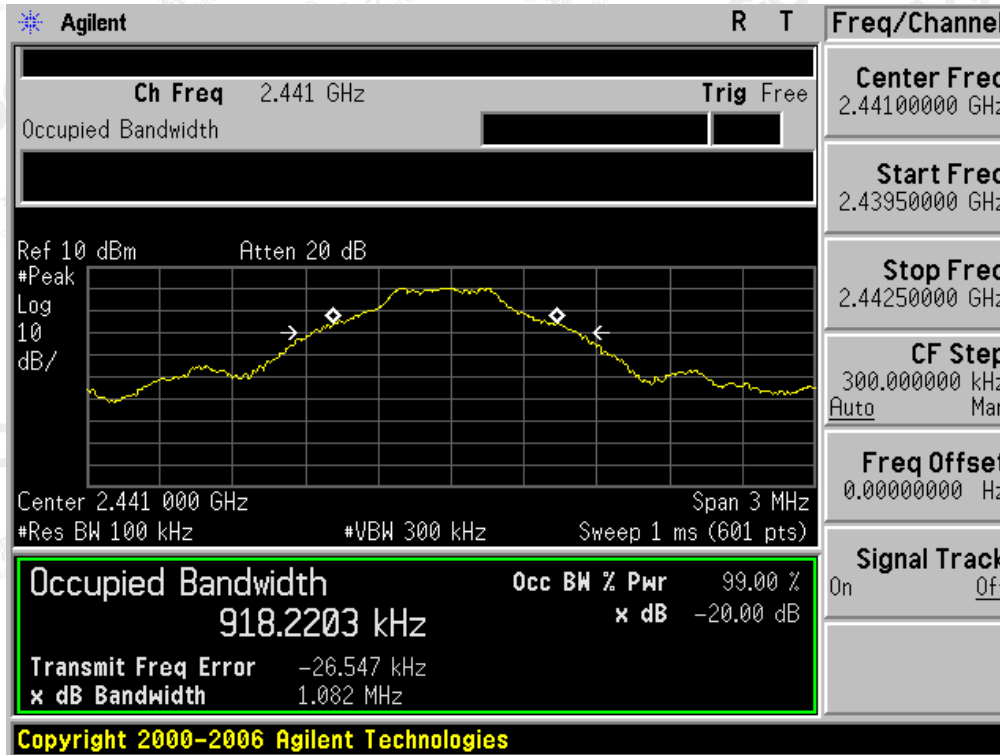 Agilent R T Freq/Channel
Ch Freq 2.441 GHz Trig Free
Occupied Bandwidth
Center Freq
2.44100000 GHz
Start Freq
2.43950000 GHz
Stop Freq
2.44250000 GHz
CF Step
300.000000 kHz
Auto Man
Freq Offset
0.00000000 Hz
Signal Track
On Off
Ref 10 dBm Atten 20 dB
#Peak
Log
10
dB/
Center 2.441 000 GHz Span 3 MHz
#Res BW 100 kHz #VBW 300 kHz Sweep 1 ms (601 pts)
Occupied Bandwidth
918.2203 kHz
Occ BW % Pwr 99.00 %
x dB -20.00 dB
Transmit Freq Error -26.547 kHz
x dB Bandwidth 1.082 MHz
Copyright 2000-2006 Agilent Technologies